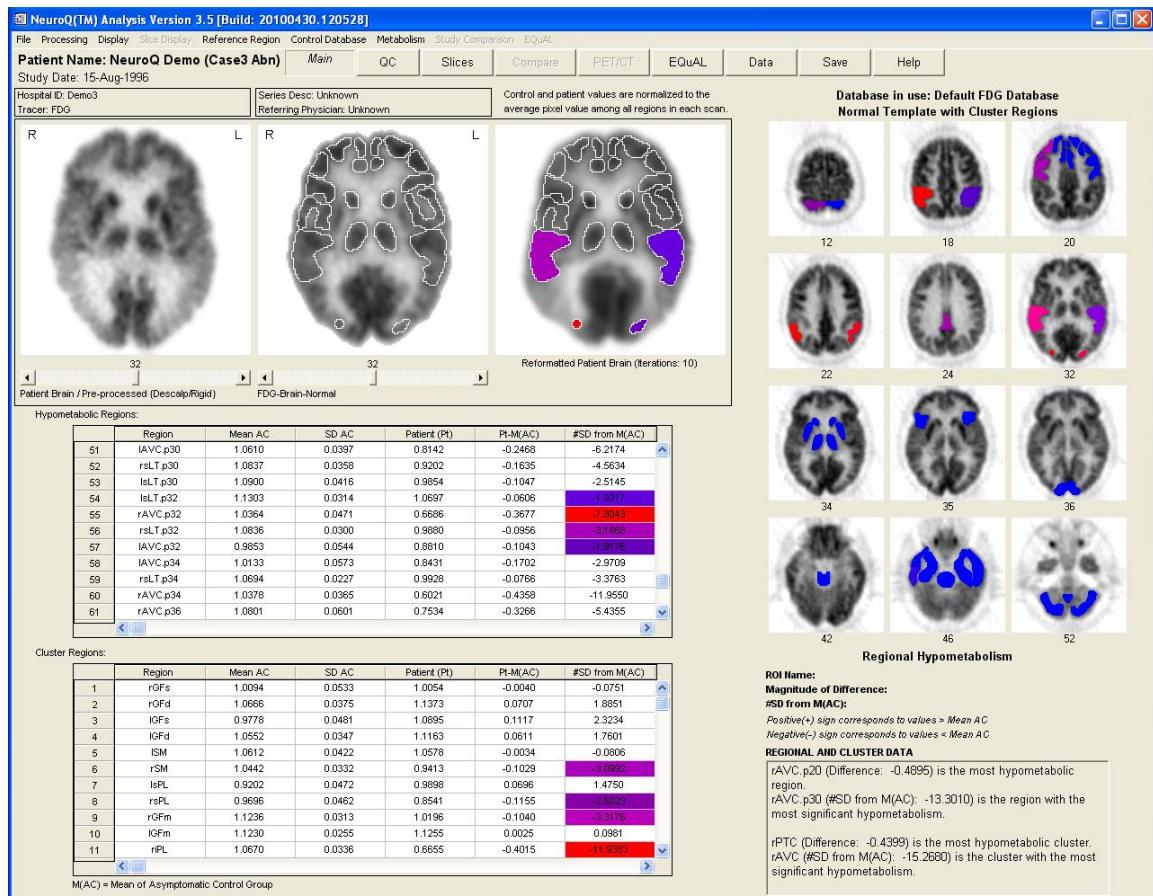 NeuroQ(TM) Analysis Version 3.5 [Build: 20100430.120528]
File Processing Display Slice Display Reference Region Control Database Metabolism Study Comparison EQuAL
Patient Name: NeuroQ Demo (Case3 Abn) Main QC Slices Compare PET/CT EQuAL Data Save Help
Study Date: 15-Aug-1996
Hospital ID: Demo3
Tracer: FDG
Series Desc: Unknown
Referring Physician: Unknown
Control and patient values are normalized to the
average pixel value among all regions in each scan.
R L
R L
32
Patient Brain / Pre-processed {Descalp/Rigid}
32
FDG-Brain-Normal
Reformatted Patient Brain (Iterations: 10)
Database in use: Default FDG Database
Normal Template with Cluster Regions
12 18 20
22 24 32
34 35 36
42 46 52
Regional Hypometabolism
Hypometabolic Regions:
Region Mean AC SD AC Patient (Pt) Pt-M(AC) #SD from M(AC)
51 lAVC.p30 1.0610 0.0397 0.8142 -0.2468 -6.2174
52 rsLT.p30 1.0837 0.0358 0.9202 -0.1635 -4.5634
53 lsLT.p30 1.0900 0.0416 0.9854 -0.1047 -2.5145
54 lsLT.p32 1.1303 0.0314 1.0697 -0.0606 -1.9317
55 rAVC.p32 1.0364 0.0471 0.6686 -0.3677 -7.8043
56 rsLT.p32 1.0836 0.0300 0.9880 -0.0956 -3.1868
57 lAVC.p32 0.9853 0.0544 0.8810 -0.1043 -1.9176
58 lAVC.p34 1.0133 0.0573 0.8431 -0.1702 -2.9709
59 rsLT.p34 1.0694 0.0227 0.9928 -0.0766 -3.3763
60 rAVC.p34 1.0378 0.0365 0.6021 -0.4358 -11.9550
61 rAVC.p36 1.0801 0.0601 0.7534 -0.3266 -5.4355
Cluster Regions:
Region Mean AC SD AC Patient (Pt) Pt-M(AC) #SD from M(AC)
1 rGFs 1.0094 0.0533 1.0054 -0.0040 -0.0751
2 rGFd 1.0666 0.0375 1.1373 0.0707 1.8851
3 lGFs 0.9778 0.0481 1.0895 0.1117 2.3234
4 lGFd 1.0552 0.0347 1.1163 0.0611 1.7601
5 lSM 1.0612 0.0422 1.0578 -0.0034 -0.0806
6 rSM 1.0442 0.0332 0.9413 -0.1029 -3.0992
7 lsPL 0.9202 0.0472 0.9898 0.0696 1.4750
8 rsPL 0.9696 0.0462 0.8541 -0.1155 -2.5023
9 rGFm 1.1236 0.0313 1.0196 -0.1040 -3.3176
10 lGFm 1.1230 0.0255 1.1255 0.0025 0.0981
11 riPL 1.0670 0.0336 0.6655 -0.4015 -11.9353
M(AC) = Mean of Asymptomatic Control Group
ROI Name:
Magnitude of Difference:
#SD from M(AC):
Positive(+) sign corresponds to values > Mean AC
Negative(-) sign corresponds to values < Mean AC
REGIONAL AND CLUSTER DATA
rAVC.p20 (Difference: -0.4895) is the most hypometabolic
region.
rAVC.p30 (#SD from M(AC): -13.3010) is the region with the
most significant hypometabolism.
rPTC (Difference: -0.4399) is the most hypometabolic cluster.
rAVC (#SD from M(AC): -15.2680) is the cluster with the most
significant hypometabolism.